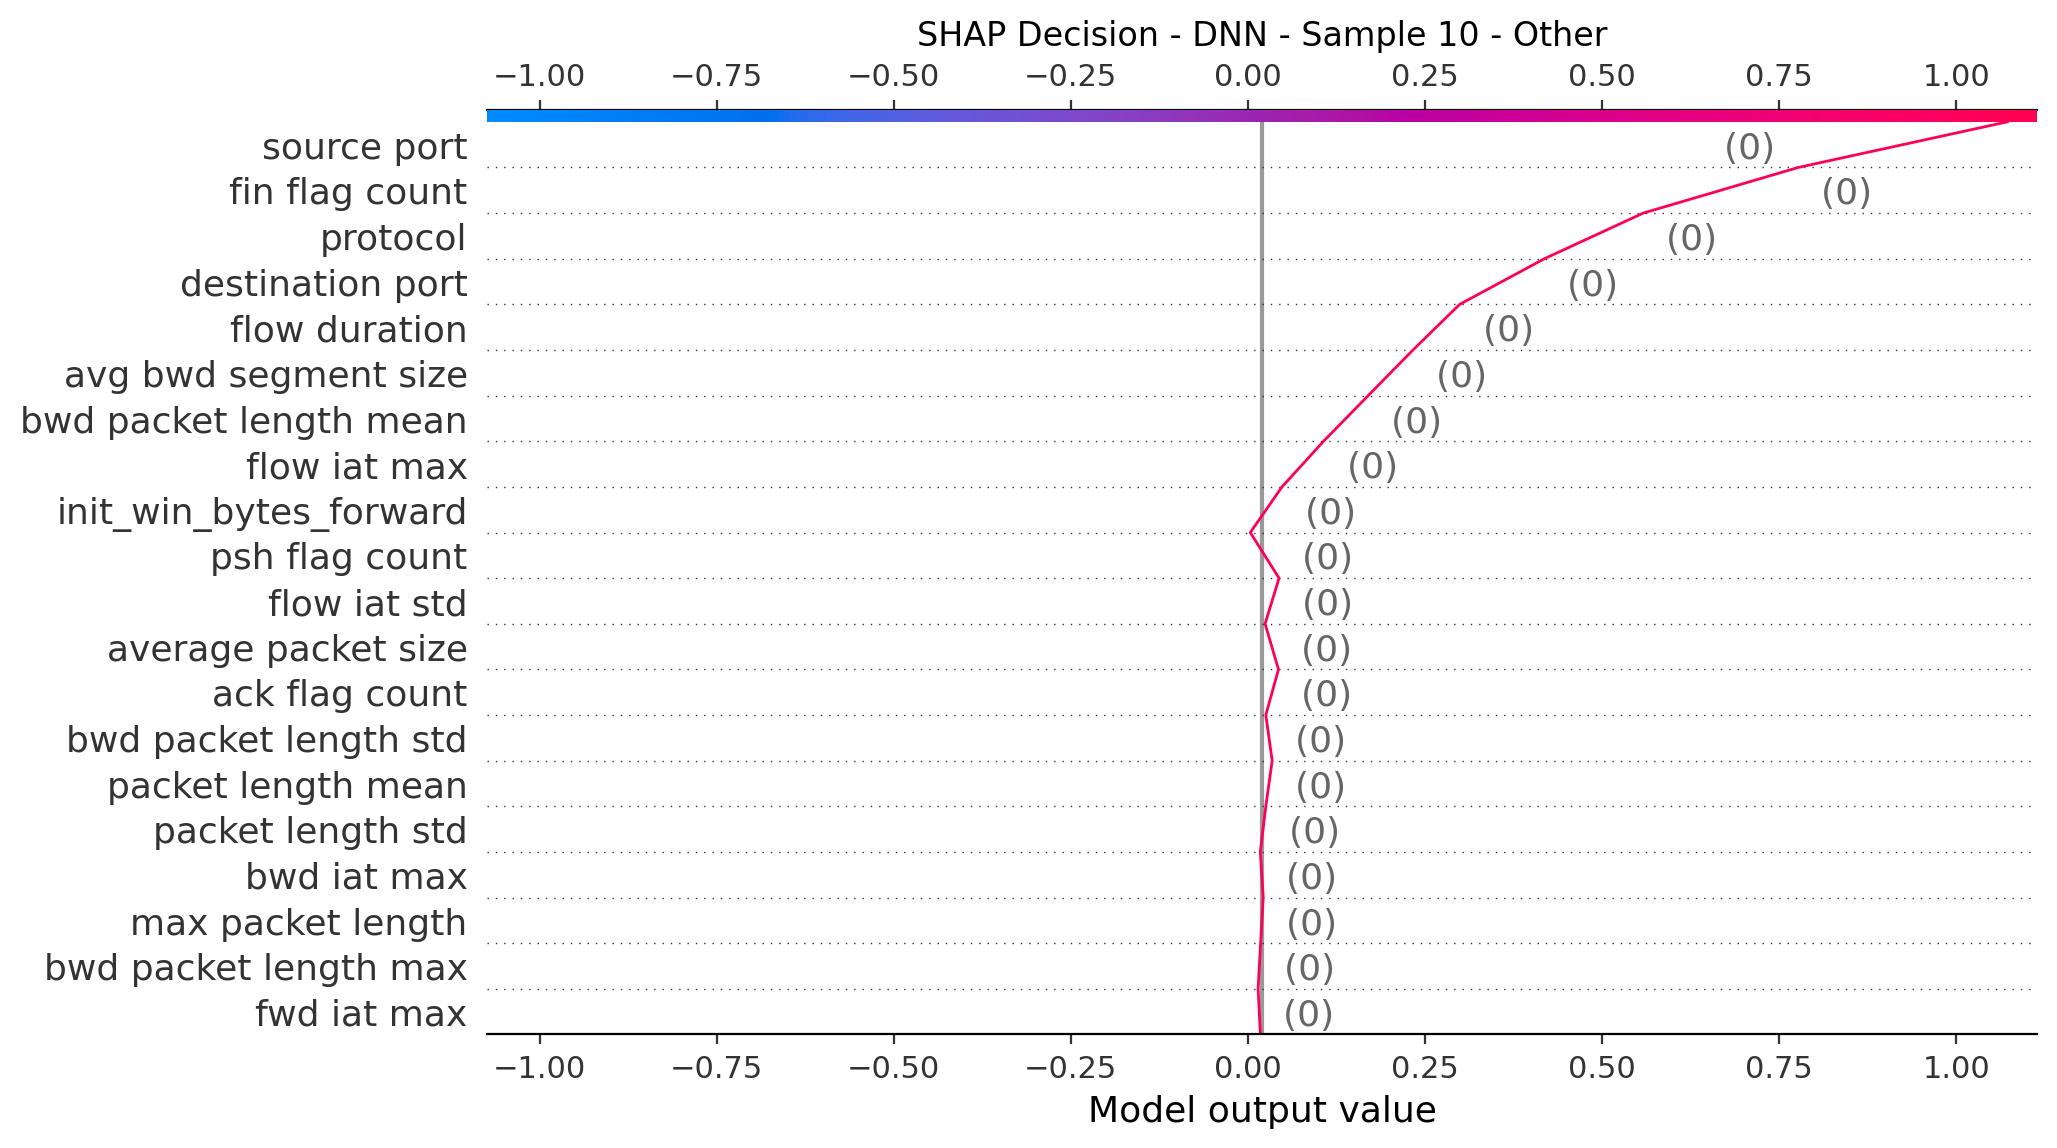 SHAP Decision - DNN - Sample 10 - Other
−1.00 −0.75 −0.50 −0.25 0.00 0.25 0.50 0.75 1.00
source port (0)
fin flag count (0)
protocol (0)
destination port (0)
flow duration (0)
avg bwd segment size (0)
bwd packet length mean (0)
flow iat max (0)
init_win_bytes_forward (0)
psh flag count (0)
flow iat std (0)
average packet size (0)
ack flag count (0)
bwd packet length std (0)
packet length mean (0)
packet length std (0)
bwd iat max (0)
max packet length (0)
bwd packet length max (0)
fwd iat max (0)
−1.00 −0.75 −0.50 −0.25 0.00 0.25 0.50 0.75 1.00
Model output value